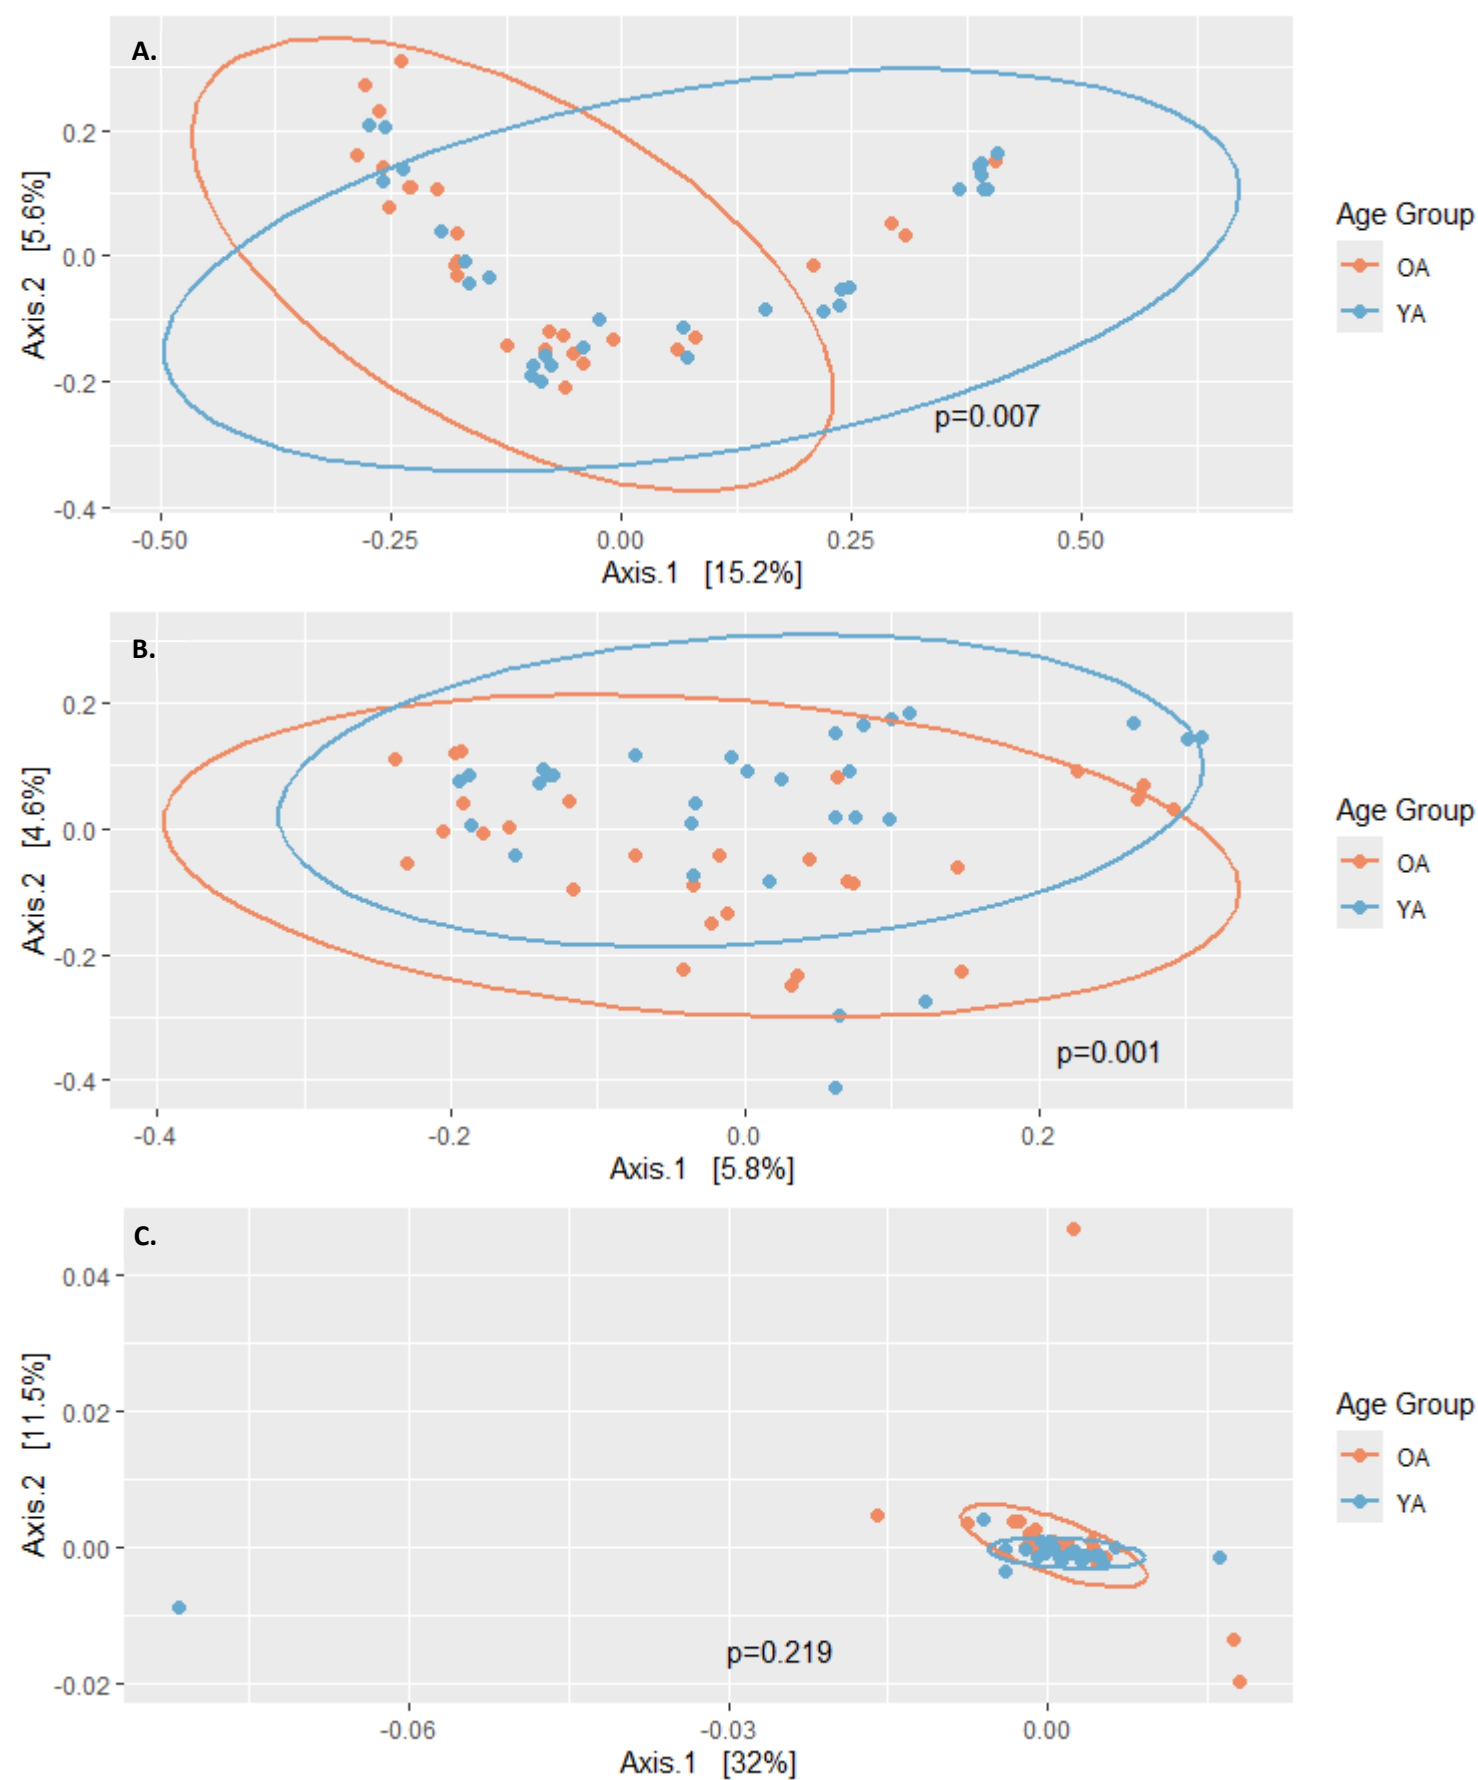 A.
0.2
0.0
-0.2
-0.4
Axis.2 [5.6%]
-0.50 -0.25 0.00 0.25 0.50
Axis.1 [15.2%]
p=0.007
Age Group
OA
YA
B.
0.2
0.0
-0.2
-0.4
Axis.2 [4.6%]
-0.4 -0.2 0.0 0.2
Axis.1 [5.8%]
p=0.001
Age Group
OA
YA
C.
0.04
0.02
0.00
-0.02
Axis.2 [11.5%]
-0.06 -0.03 0.00
Axis.1 [32%]
p=0.219
Age Group
OA
YA